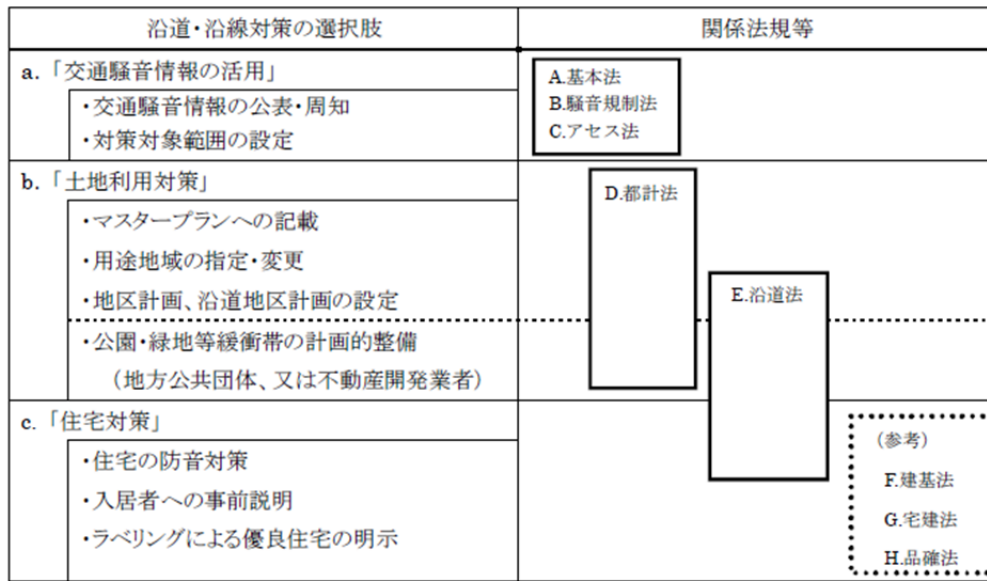 沿道・沿線対策の選択肢
関係法規等
a.「交通騒音情報の活用」
・交通騒音情報の公表・周知
・対策対象範囲の設定
A.基本法
B.騒音規制法
C.アセス法
b.「土地利用対策」
・マスタープランへの記載
・用途地域の指定・変更
・地区計画、沿道地区計画の設定
・公園・緑地等緩衝帯の計画的整備
（地方公共団体、又は不動産開発業者）
D.都計法
E.沿道法
c.「住宅対策」
・住宅の防音対策
・入居者への事前説明
・ラベリングによる優良住宅の明示
（参考）
F.建基法
G.宅建法
H.品確法